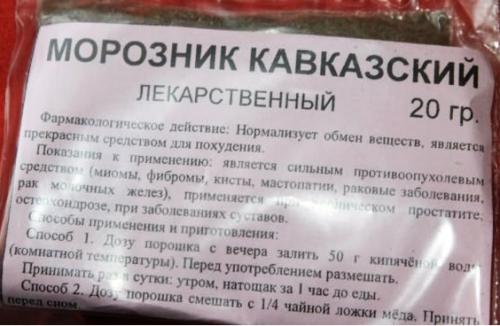 МОРОЗНИК КАВКАЗСКИЙ
ЛЕКАРСТВЕННЫЙ 20 гр.
Фармакологическое действие: Нормализует обмен веществ, является
прекрасным средством для похудения.
Показания к применению: является сильным противоопухолевым
средством (миомы, фибромы, кисты, мастопатии, раковые заболевания,
рак молочных желез), применяется при простатите,
остеохондрозе, при заболеваниях суставов.
Способы применения и приготовления:
Способ 1. Дозу порошка с вечера залить 50 г кипячёной воды
(комнатной температуры). Перед употреблением размешать.
Принимать раз в сутки: утром, натощак за 1 час до еды.
Способ 2. Дозу порошка смешать с 1/4 чайной ложки мёда. Принять
перед сном.